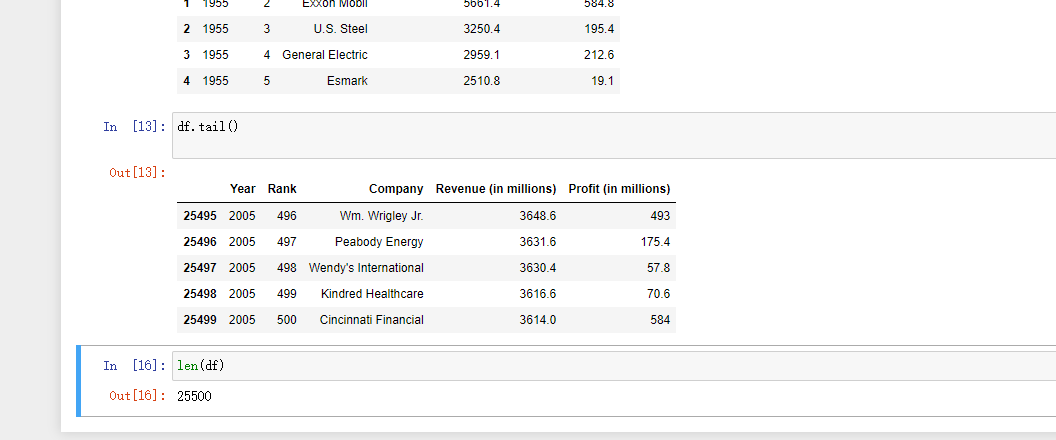 1 1955 2 Exxon Mobil 5661.4 584.8
2 1955 3 U.S. Steel 3250.4 195.4
3 1955 4 General Electric 2959.1 212.6
4 1955 5 Esmark 2510.8 19.1
In [13]: df.tail()
Out[13]:
Year Rank Company Revenue (in millions) Profit (in millions)
25495 2005 496 Wm. Wrigley Jr. 3648.6 493
25496 2005 497 Peabody Energy 3631.6 175.4
25497 2005 498 Wendy's International 3630.4 57.8
25498 2005 499 Kindred Healthcare 3616.6 70.6
25499 2005 500 Cincinnati Financial 3614.0 584
In [16]: len(df)
Out[16]: 25500